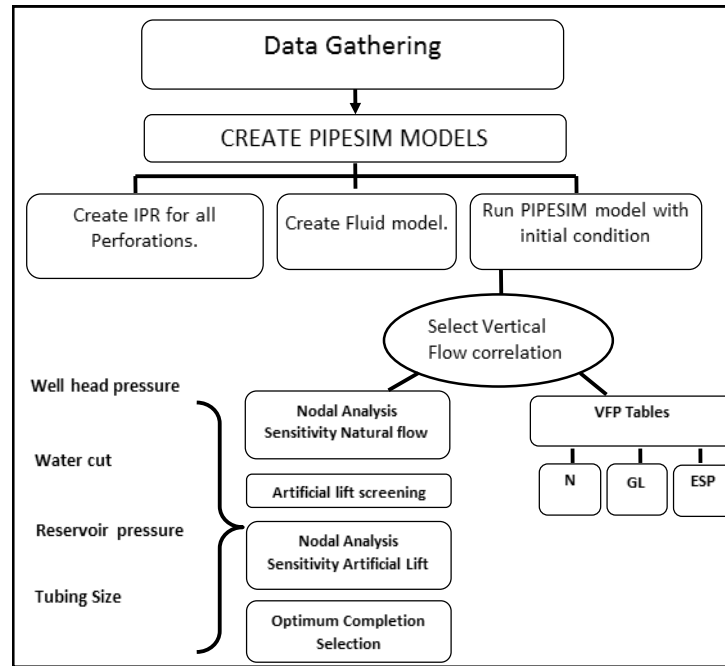 Data Gathering
CREATE PIPESIM MODELS
Create IPR for all
Perforations.
Create Fluid model.
Run PIPESIM model with
initial condition
Select Vertical
Flow correlation
Well head pressure
Water cut
Reservoir pressure
Tubing Size
Nodal Analysis
Sensitivity Natural flow
Artificial lift screening
Nodal Analysis
Sensitivity Artificial Lift
Optimum Completion
Selection
VFP Tables
N
GL
ESP